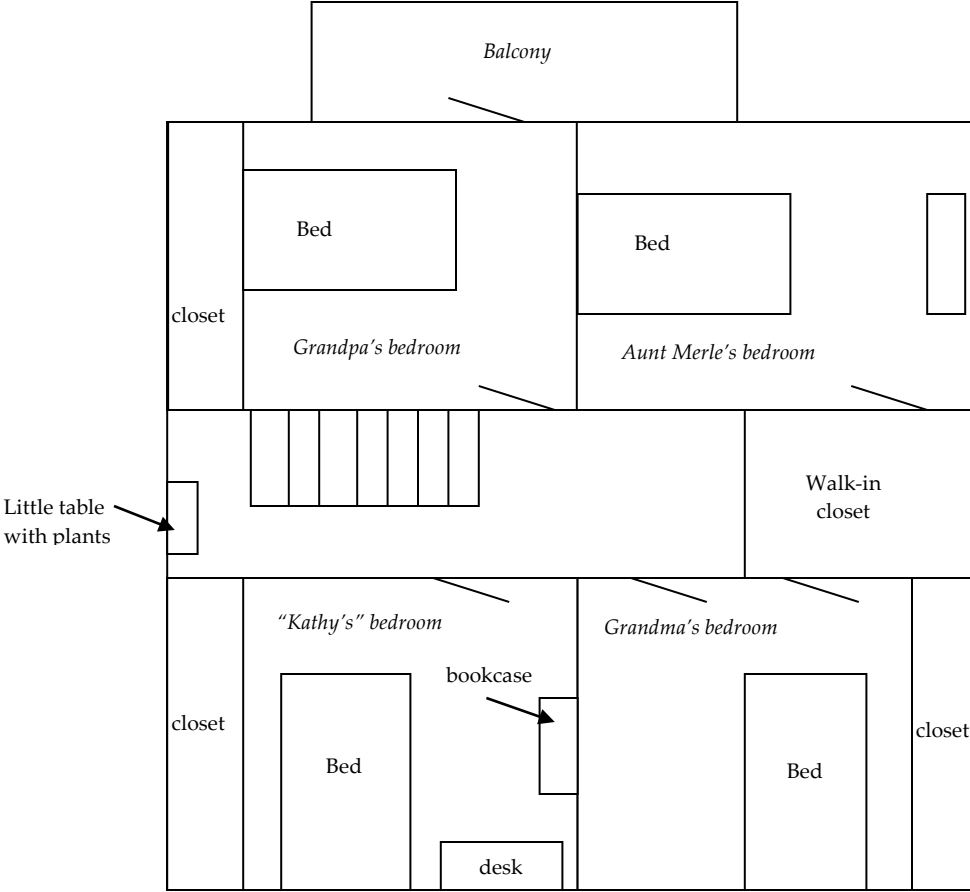 Balcony
Bed
Bed
closet
Grandpa's bedroom
Aunt Merle's bedroom
Little table
with plants
Walk-in
closet
“Kathy’s” bedroom
Grandma's bedroom
bookcase
closet
closet
Bed
Bed
desk